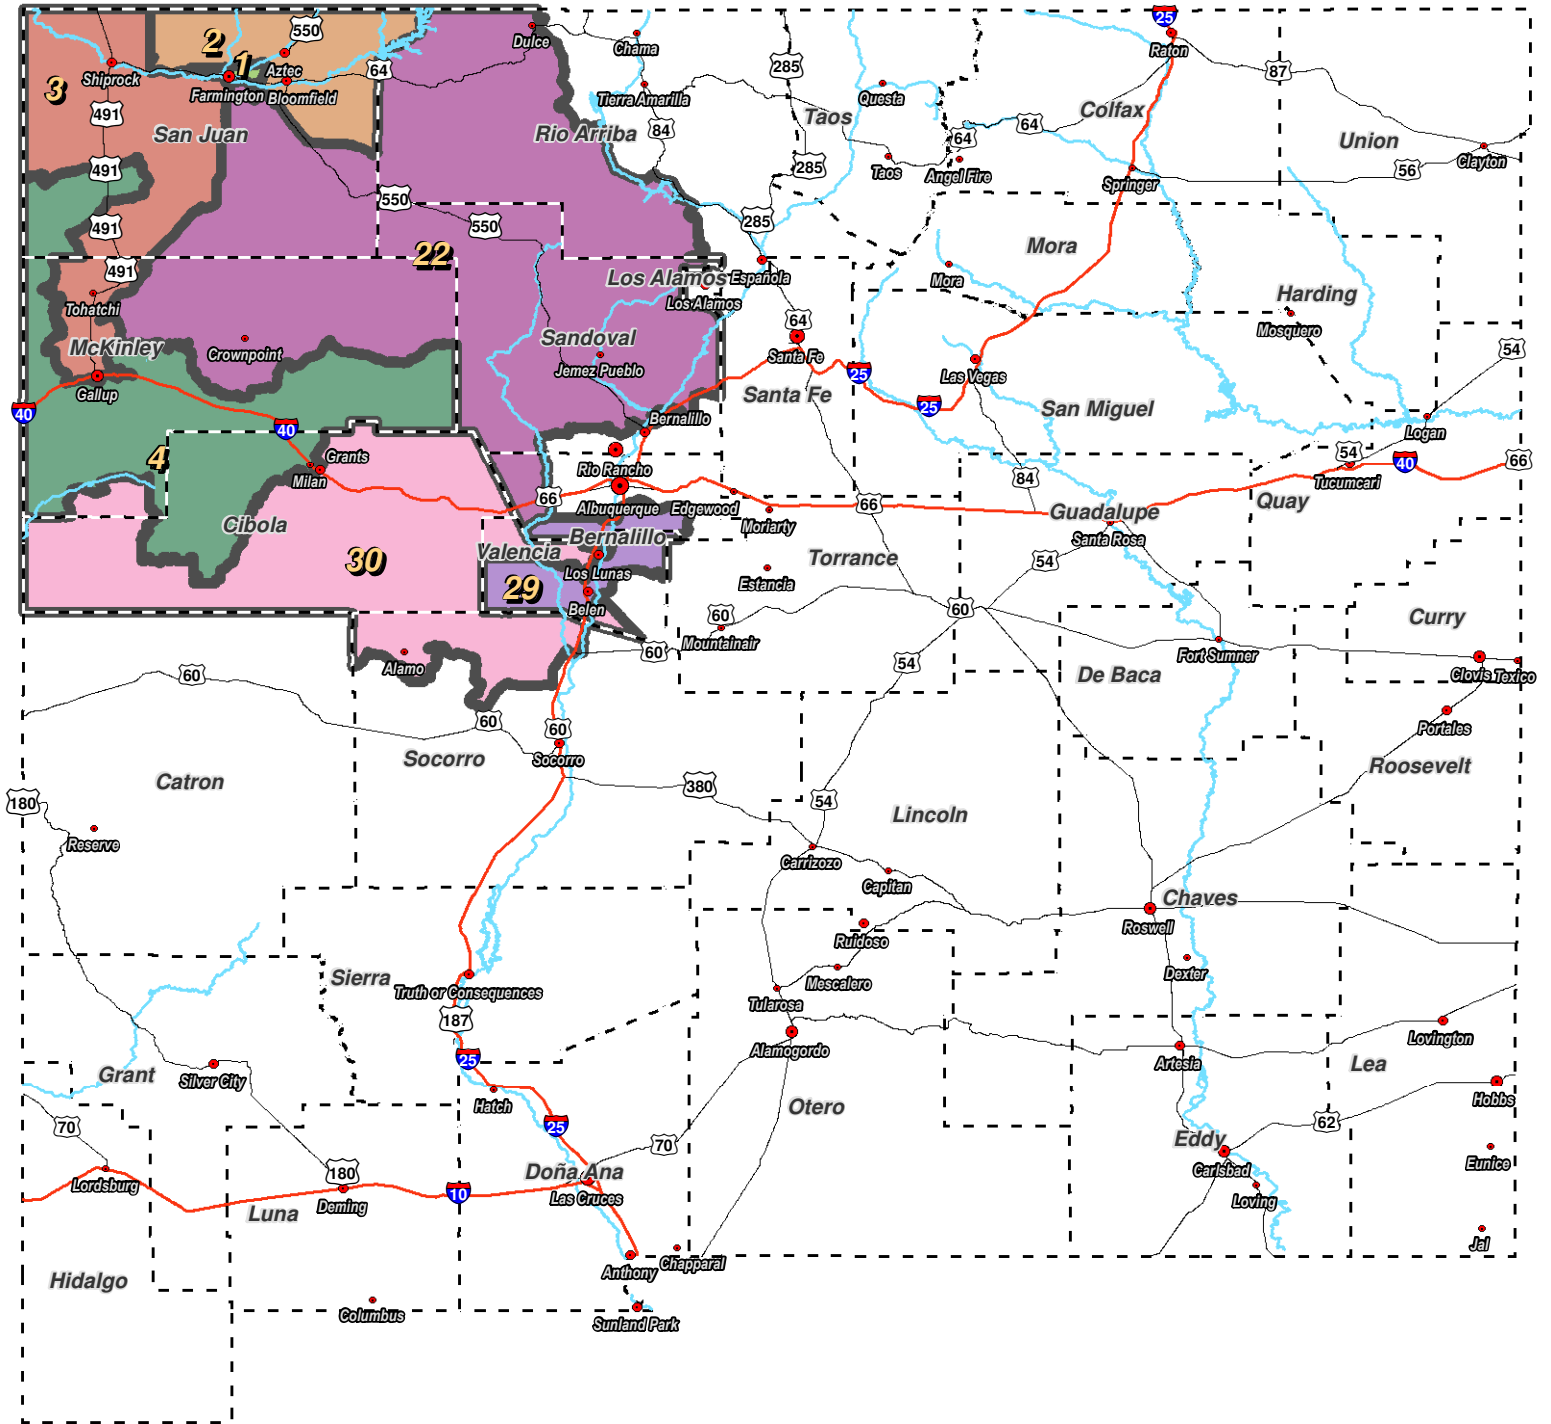 25
550
2
Dulce
Chama
Raton
1
Aztec
64
285
87
3
Shiprock
Farmington
Bloomfield
Tierra Amarilla
Questa
491
San Juan
Rio Arriba
84
Taos
Colfax
64
64
Union
491
285
Taos
Angel Fire
Springer
56
Clayton
550
550
285
491
22
Mora
491
Los Alamos
Española
Los Alamos
Mora
Harding
Tohatchi
64
Mosquero
McKinley
Crownpoint
Sandoval
Jemez Pueblo
Santa Fe
54
Gallup
25
Las Vegas
Santa Fe
40
40
Bernalillo
25
San Miguel
Logan
4
Grants
Milan
Rio Rancho
54
40
66
84
Tucumcari
66
Albuquerque
Edgewood
66
Moriarty
Cibola
Guadalupe
Quay
Valencia
Bernalillo
Santa Rosa
30
Los Lunas
Torrance
54
29
Estancia
Belen
60
60
Curry
Alamo
60
Mountainair
54
Fort Sumner
60
De Baca
Clovis
Texico
60
60
Portales
Socorro
Socorro
Catron
380
Roosevelt
180
54
Lincoln
Reserve
Carrizozo
Capitan
Chaves
Roswell
Ruidoso
Sierra
Truth or Consequences
Mescalero
Dexter
Tularosa
187
Alamogordo
Lovington
25
Artesia
Lea
Grant
Silver City
Hatch
Otero
Hobbs
70
25
70
62
Eddy
Eunice
180
Doña Ana
Carlsbad
Lordsburg
10
Las Cruces
Deming
Loving
Luna
Jal
Hidalgo
Anthony
Chapparal
Columbus
Sunland Park